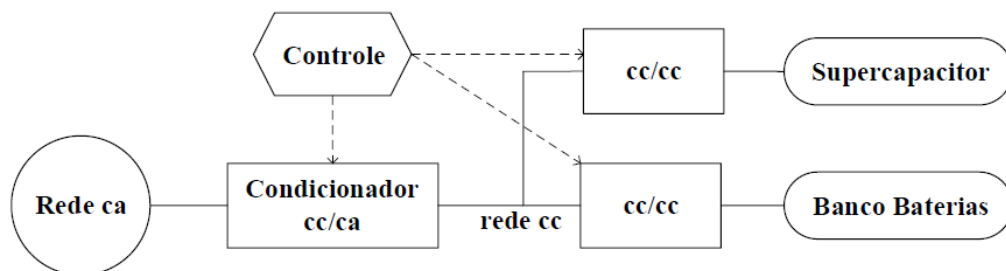 Controle
cc/cc
Supercapacitor
Rede ca
Condicionador
cc/ca
rede cc
cc/cc
Banco Baterias